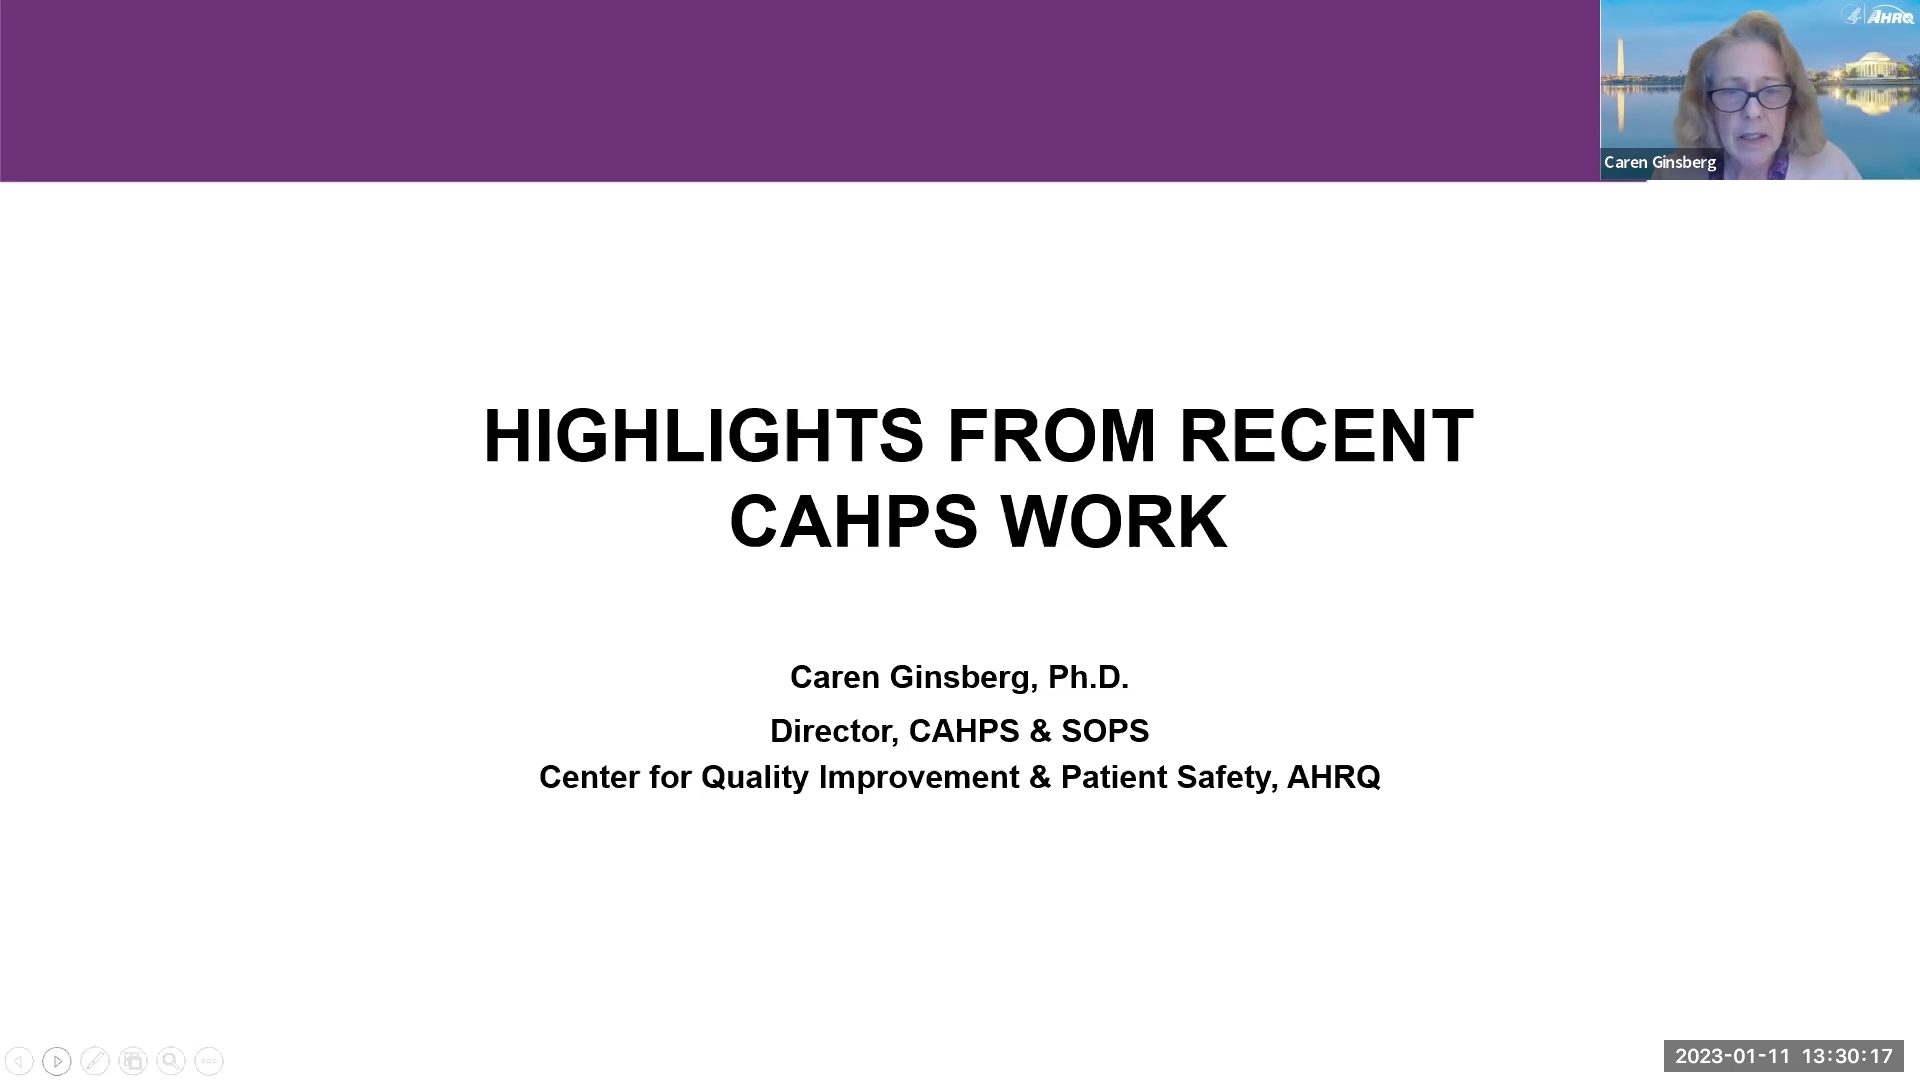 AHRQ
Caren Ginsberg
HIGHLIGHTS FROM RECENT
CAHPS WORK
Caren Ginsberg, Ph.D.
Director, CAHPS & SOPS
Center for Quality Improvement & Patient Safety, AHRQ
2023-01-11 13:30:17